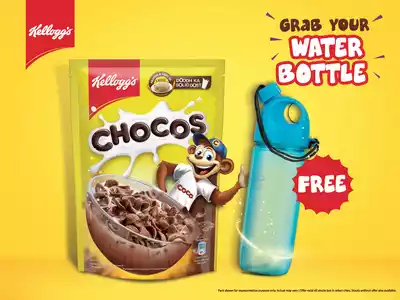 Kellogg's
GRAB YOUR
WATER
BOTTLE
Kellogg's
DOODH KA
SOLID DOST
CHOCOS
COCO
FREE